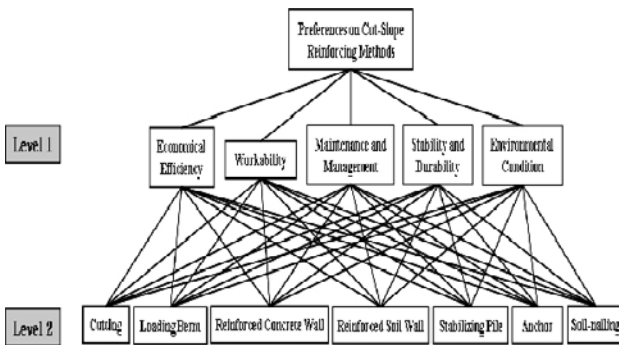 Preferences on Cut-Slope
Reinforcing Methods
Level 1
Economical
Efficiency
Workability
Maintenance and
Management
Stability and
Durability
Environmental
Condition
Level 2
Cutting
Loading Berm
Reinforced Concrete Wall
Reinforced Soil Wall
Stabilizing Pile
Anchor
Soil-nailing